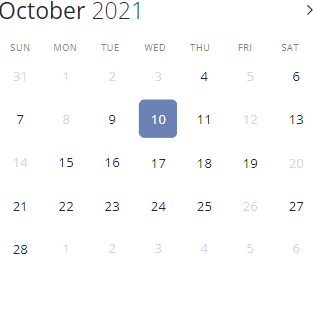 October 2021
SUN MON TUE WED THU FRI SAT
31 1 2 3 4 5 6
7 8 9 10 11 12 13
14 15 16 17 18 19 20
21 22 23 24 25 26 27
28 1 2 3 4 5 6